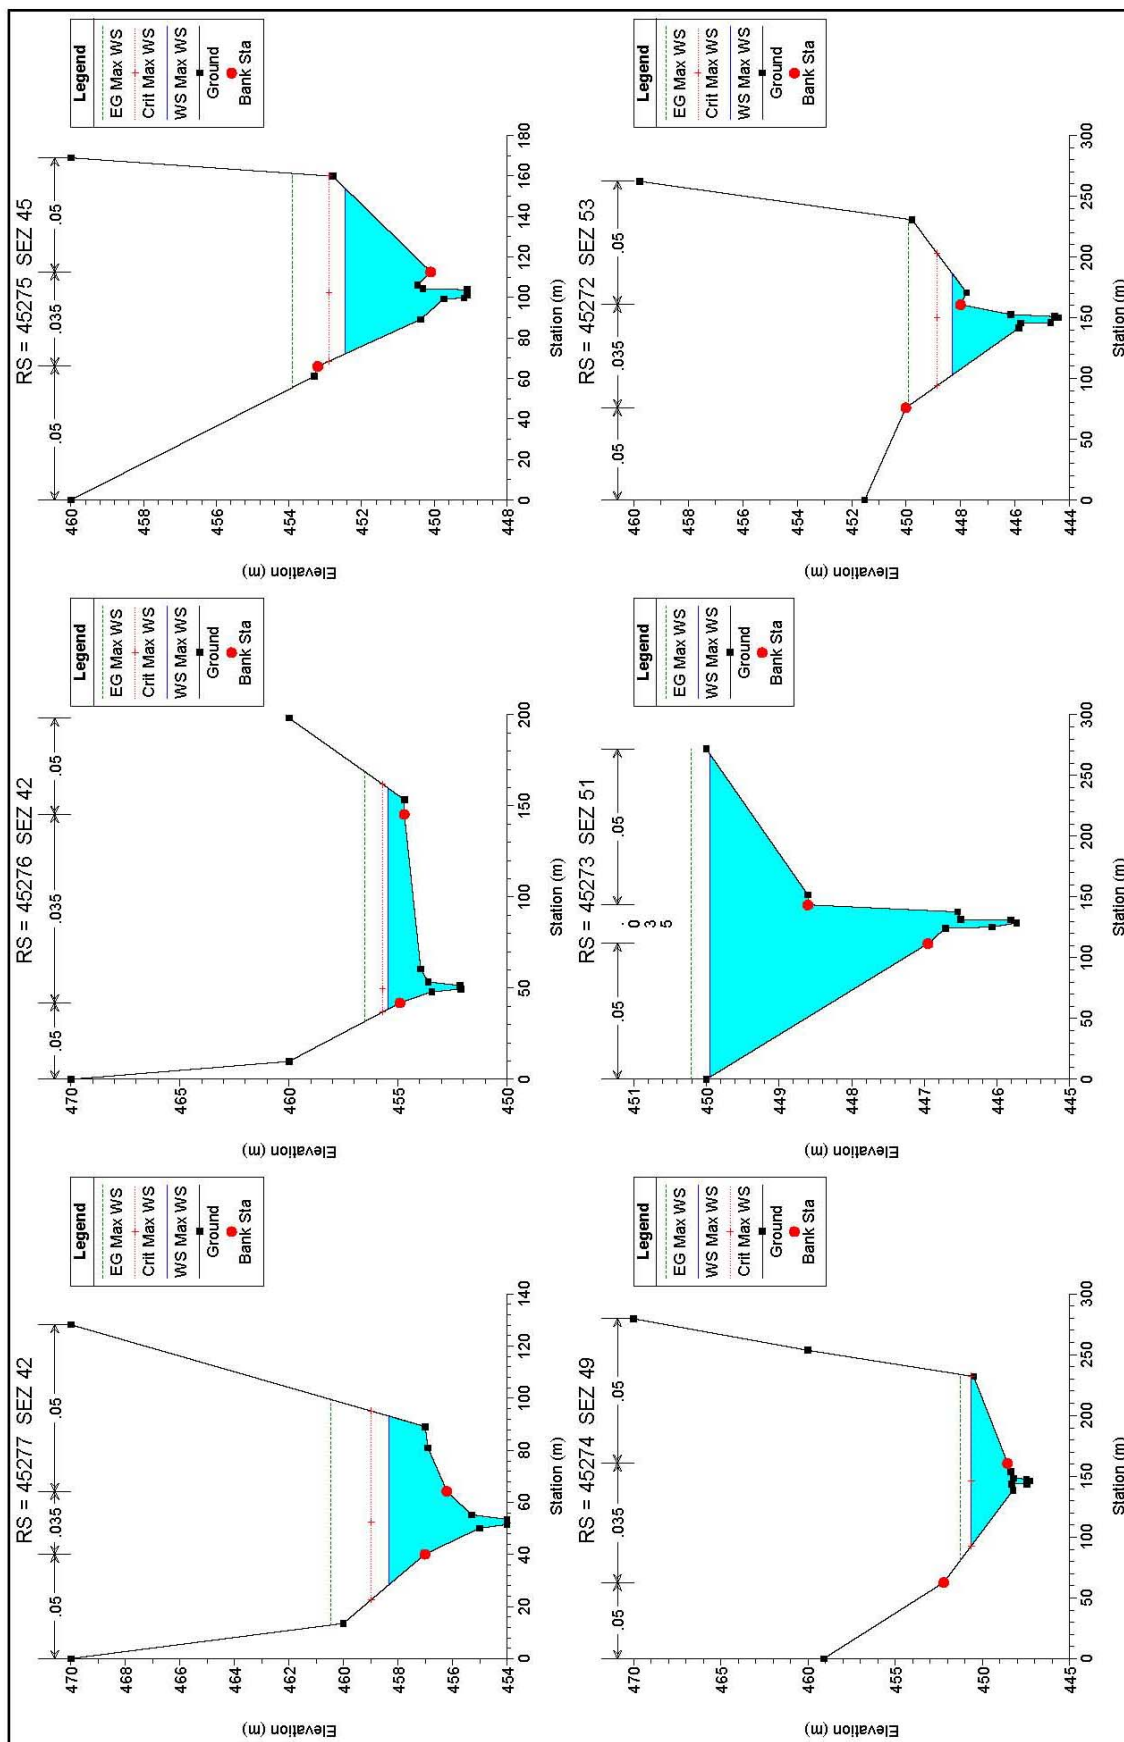 RS = 45277 SEZ 42
.05
.035
.05
Elevation (m)
470
468
466
464
462
460
458
456
454
0
20
40
60
80
100
120
140
Station (m)
Legend
EG Max WS
Crit Max WS
WS Max WS
Ground
Bank Sta
RS = 45276 SEZ 42
.05
.035
.05
Elevation (m)
470
465
460
455
450
0
50
100
150
200
Station (m)
Legend
EG Max WS
Crit Max WS
WS Max WS
Ground
Bank Sta
RS = 45275 SEZ 45
.05
.035
.05
Elevation (m)
460
458
456
454
452
450
448
0
20
40
60
80
100
120
140
160
180
Station (m)
Legend
EG Max WS
Crit Max WS
WS Max WS
Ground
Bank Sta
RS = 45274 SEZ 49
.05
.035
.05
Elevation (m)
470
465
460
455
450
445
0
50
100
150
200
250
300
Station (m)
Legend
EG Max WS
WS Max WS
Crit Max WS
Ground
Bank Sta
RS = 45273 SEZ 51
.05
.
0
3
5
.05
Elevation (m)
451
450
449
448
447
446
445
0
50
100
150
200
250
300
Station (m)
Legend
EG Max WS
WS Max WS
Ground
Bank Sta
RS = 45272 SEZ 53
.05
.035
.05
Elevation (m)
460
458
456
454
452
450
448
446
444
0
50
100
150
200
250
300
Station (m)
Legend
EG Max WS
Crit Max WS
WS Max WS
Ground
Bank Sta